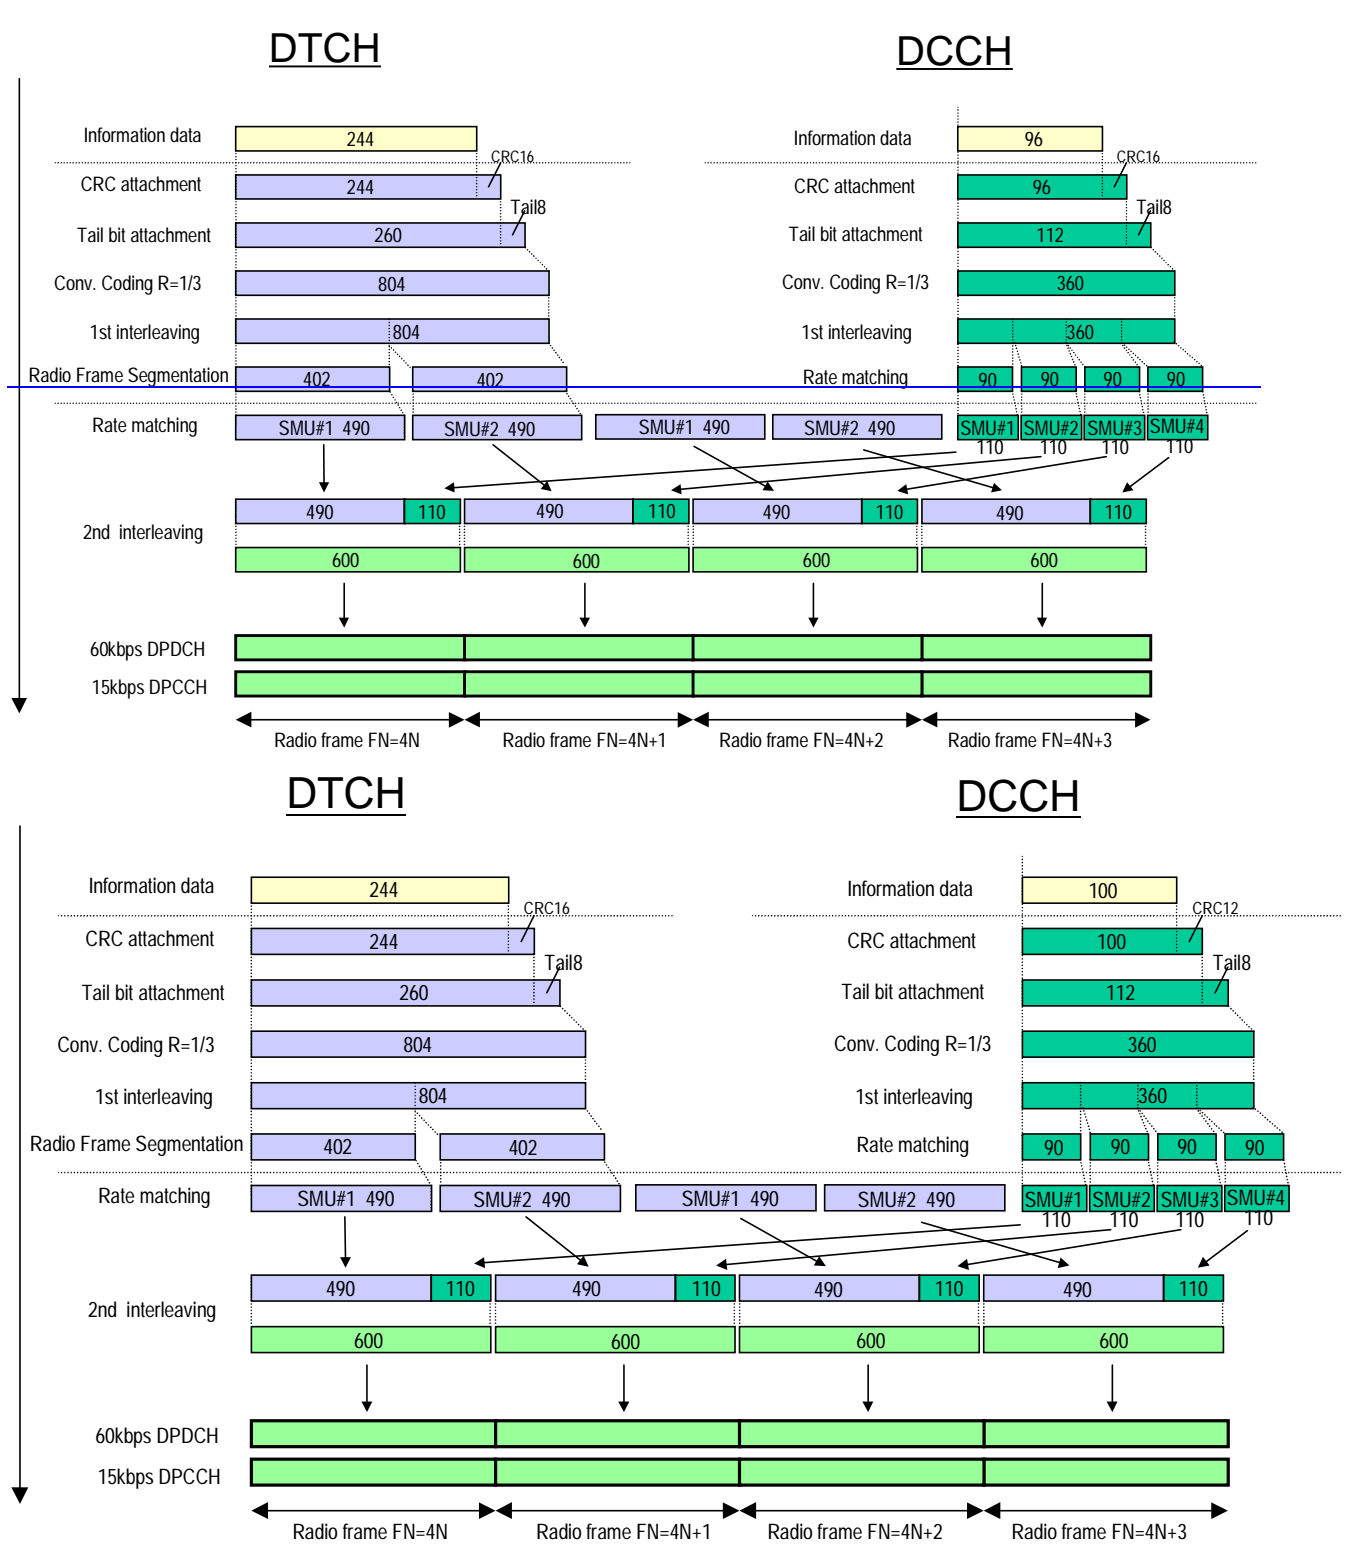 DTCH DCCH
Information data 244 Information data 96
CRC16 CRC16
CRC attachment 244 CRC attachment 96
Tail8 Tail8
Tail bit attachment 260 Tail bit attachment 112
Conv. Coding R=1/3 804 Conv. Coding R=1/3 360
1st interleaving 804 1st interleaving 360
Radio Frame Segmentation 402 402 Rate matching 90 90 90 90
Rate matching SMU#1 490 SMU#2 490 SMU#1 490 SMU#2 490 SMU#1 SMU#2 SMU#3 SMU#4
110 110 110 110
490 110 490 110 490 110 490 110
2nd interleaving
600 600 600 600
60kbps DPDCH
15kbps DPCCH
Radio frame FN=4N Radio frame FN=4N+1 Radio frame FN=4N+2 Radio frame FN=4N+3
DTCH DCCH
Information data 244 Information data 100
CRC16 CRC12
CRC attachment 244 CRC attachment 100
Tail8 Tail8
Tail bit attachment 260 Tail bit attachment 112
Conv. Coding R=1/3 804 Conv. Coding R=1/3 360
1st interleaving 804 1st interleaving 360
Radio Frame Segmentation 402 402 Rate matching 90 90 90 90
Rate matching SMU#1 490 SMU#2 490 SMU#1 490 SMU#2 490 SMU#1 SMU#2 SMU#3 SMU#4
110 110 110 110
490 110 490 110 490 110 490 110
2nd interleaving
600 600 600 600
60kbps DPDCH
15kbps DPCCH
Radio frame FN=4N Radio frame FN=4N+1 Radio frame FN=4N+2 Radio frame FN=4N+3